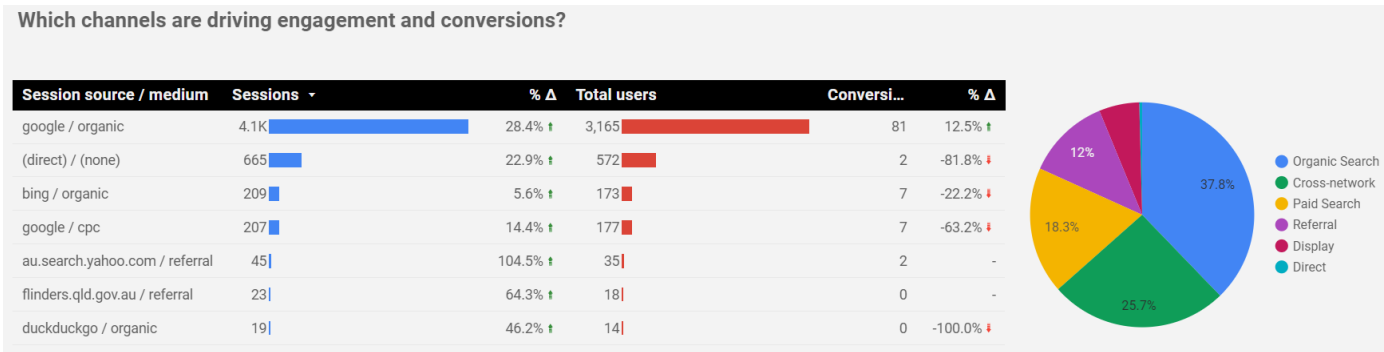 Which channels are driving engagement and conversions?
Session source / medium Sessions % Δ Total users Conversi... % Δ
google / organic 4.1K 28.4% 3,165 81 12.5%
(direct) / (none) 665 22.9% 572 2 -81.8%
bing / organic 209 5.6% 173 7 -22.2%
google / cpc 207 14.4% 177 7 -63.2%
au.search.yahoo.com / referral 45 104.5% 35 2 -
flinders.qld.gov.au / referral 23 64.3% 18 0 -
duckduckgo / organic 19 46.2% 14 0 -100.0%
12%
37.8%
18.3%
25.7%
Organic Search
Cross-network
Paid Search
Referral
Display
Direct